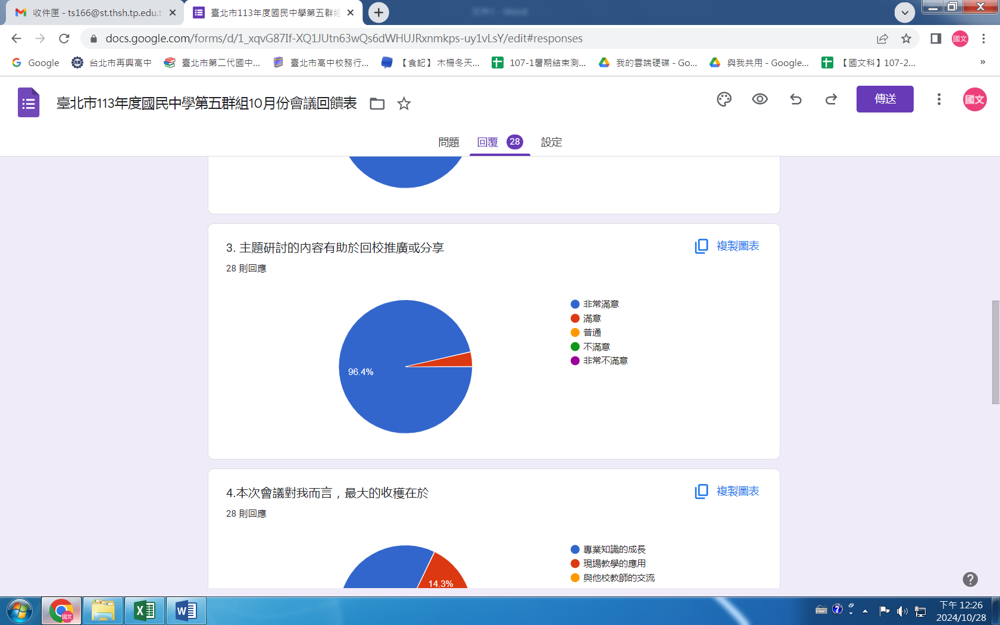 收件匣 - ts166@st.thsh.tp.edu.t
臺北市113年度國民中學第五群組
docs.google.com/forms/d/1_xqvG87If-XQ1JUtn63wQs6dWHUJRxnmkps-uy1vLsY/edit#responses
國文
Google
台北市再興高中
臺北市第二代國中...
臺北市高中校務行...
【食記】木柵冬天...
107-1暑期結束測...
我的雲端硬碟 - Go...
與我共用 - Google...
【國文科】107-2...
»
臺北市113年度國民中學第五群組10月份會議回饋表
傳送
國文
問題
回覆 28
設定
3. 主題研討的內容有助於回校推廣或分享
複製圖表
28 則回應
非常滿意
滿意
普通
不滿意
非常不滿意
96.4%
4.本次會議對我而言，最大的收穫在於
複製圖表
28 則回應
專業知識的成長
現場教學的應用
與他校教師的交流
14.3%
國文
下午 12:26
2024/10/28